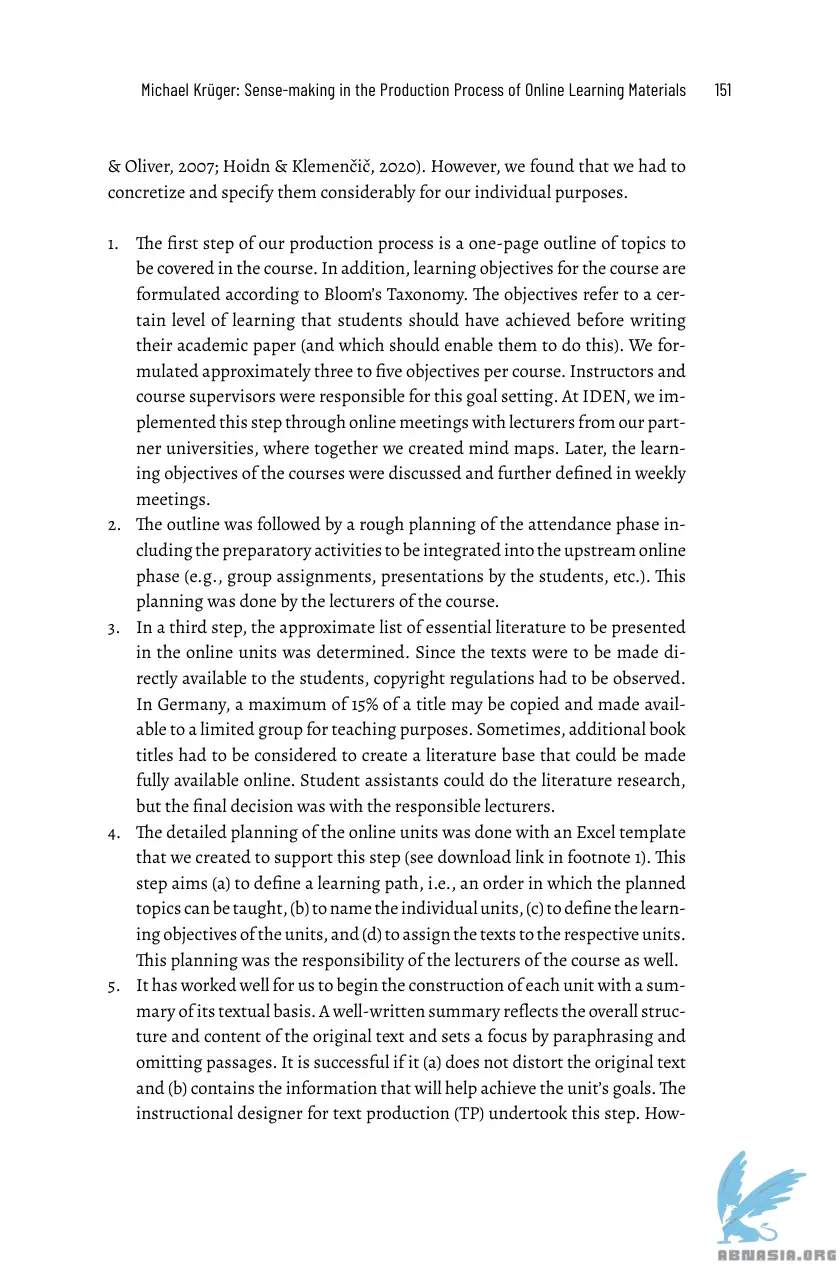 Michael Krüger: Sense-making in the Production Process of Online Learning Materials 151
& Oliver, 2007; Hoidn & Klemenčič, 2020). However, we found that we had to
concretize and specify them considerably for our individual purposes.
1. The first step of our production process is a one-page outline of topics to
be covered in the course. In addition, learning objectives for the course are
formulated according to Bloom’s Taxonomy. The objectives refer to a cer-
tain level of learning that students should have achieved before writing
their academic paper (and which should enable them to do this). We for-
mulated approximately three to five objectives per course. Instructors and
course supervisors were responsible for this goal setting. At IDEN, we im-
plemented this step through online meetings with lecturers from our part-
ner universities, where together we created mind maps. Later, the learn-
ing objectives of the courses were discussed and further defined in weekly
meetings.
2. The outline was followed by a rough planning of the attendance phase in-
cluding the preparatory activities to be integrated into the upstream online
phase (e.g., group assignments, presentations by the students, etc.). This
planning was done by the lecturers of the course.
3. In a third step, the approximate list of essential literature to be presented
in the online units was determined. Since the texts were to be made di-
rectly available to the students, copyright regulations had to be observed.
In Germany, a maximum of 15% of a title may be copied and made avail-
able to a limited group for teaching purposes. Sometimes, additional book
titles had to be considered to create a literature base that could be made
fully available online. Student assistants could do the literature research,
but the final decision was with the responsible lecturers.
4. The detailed planning of the online units was done with an Excel template
that we created to support this step (see download link in footnote 1). This
step aims (a) to define a learning path, i.e., an order in which the planned
topics can be taught, (b) to name the individual units, (c) to define the learn-
ing objectives of the units, and (d) to assign the texts to the respective units.
This planning was the responsibility of the lecturers of the course as well.
5. It has worked well for us to begin the construction of each unit with a sum-
mary of its textual basis. A well-written summary reflects the overall struc-
ture and content of the original text and sets a focus by paraphrasing and
omitting passages. It is successful if it (a) does not distort the original text
and (b) contains the information that will help achieve the unit’s goals. The
instructional designer for text production (TP) undertook this step. How-
ABNASIA.ORG